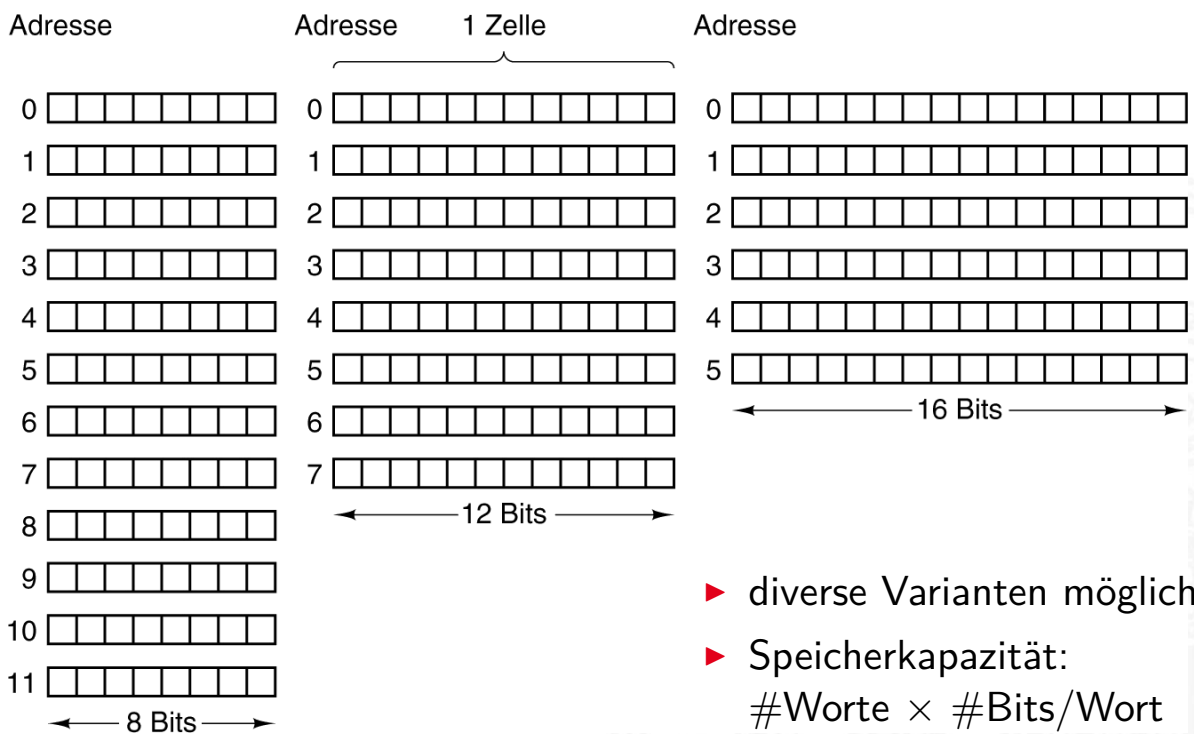 Adresse Adresse 1 Zelle Adresse
0 0 0
1 1 1
2 2 2
3 3 3
4 4 4
5 5 5
6 6 16 Bits
7 7
8 12 Bits
9
10 ▶ diverse Varianten möglich
11 ▶ Speicherkapazität:
8 Bits #Worte × #Bits/Wort